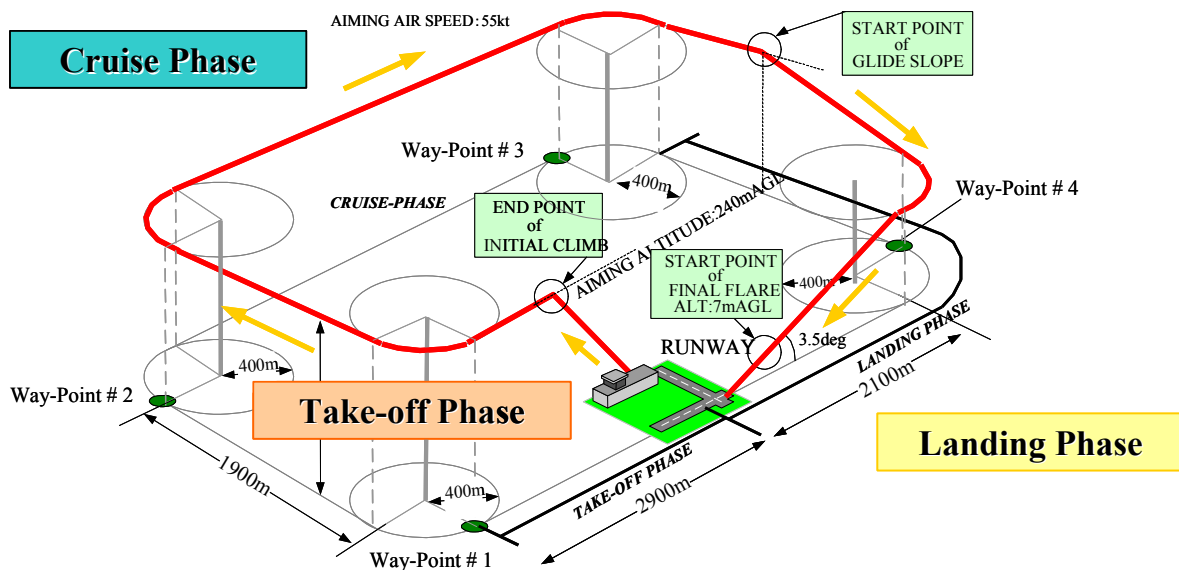 AIMING AIR SPEED:55kt
Cruise Phase
START POINT
of
GLIDE SLOPE
Way-Point # 3
400m
Way-Point # 4
CRUISE-PHASE
END POINT
of
INITIAL CLIMB
AIMING ALTITUDE:240mAGL
START POINT
of
FINAL FLARE
ALT:7mAGL
400m
RUNWAY
3.5deg
LANDING PHASE
2100m
400m
Way-Point # 2
Take-off Phase
Landing Phase
1900m
400m
TAKE-OFF PHASE
2900m
Way-Point # 1